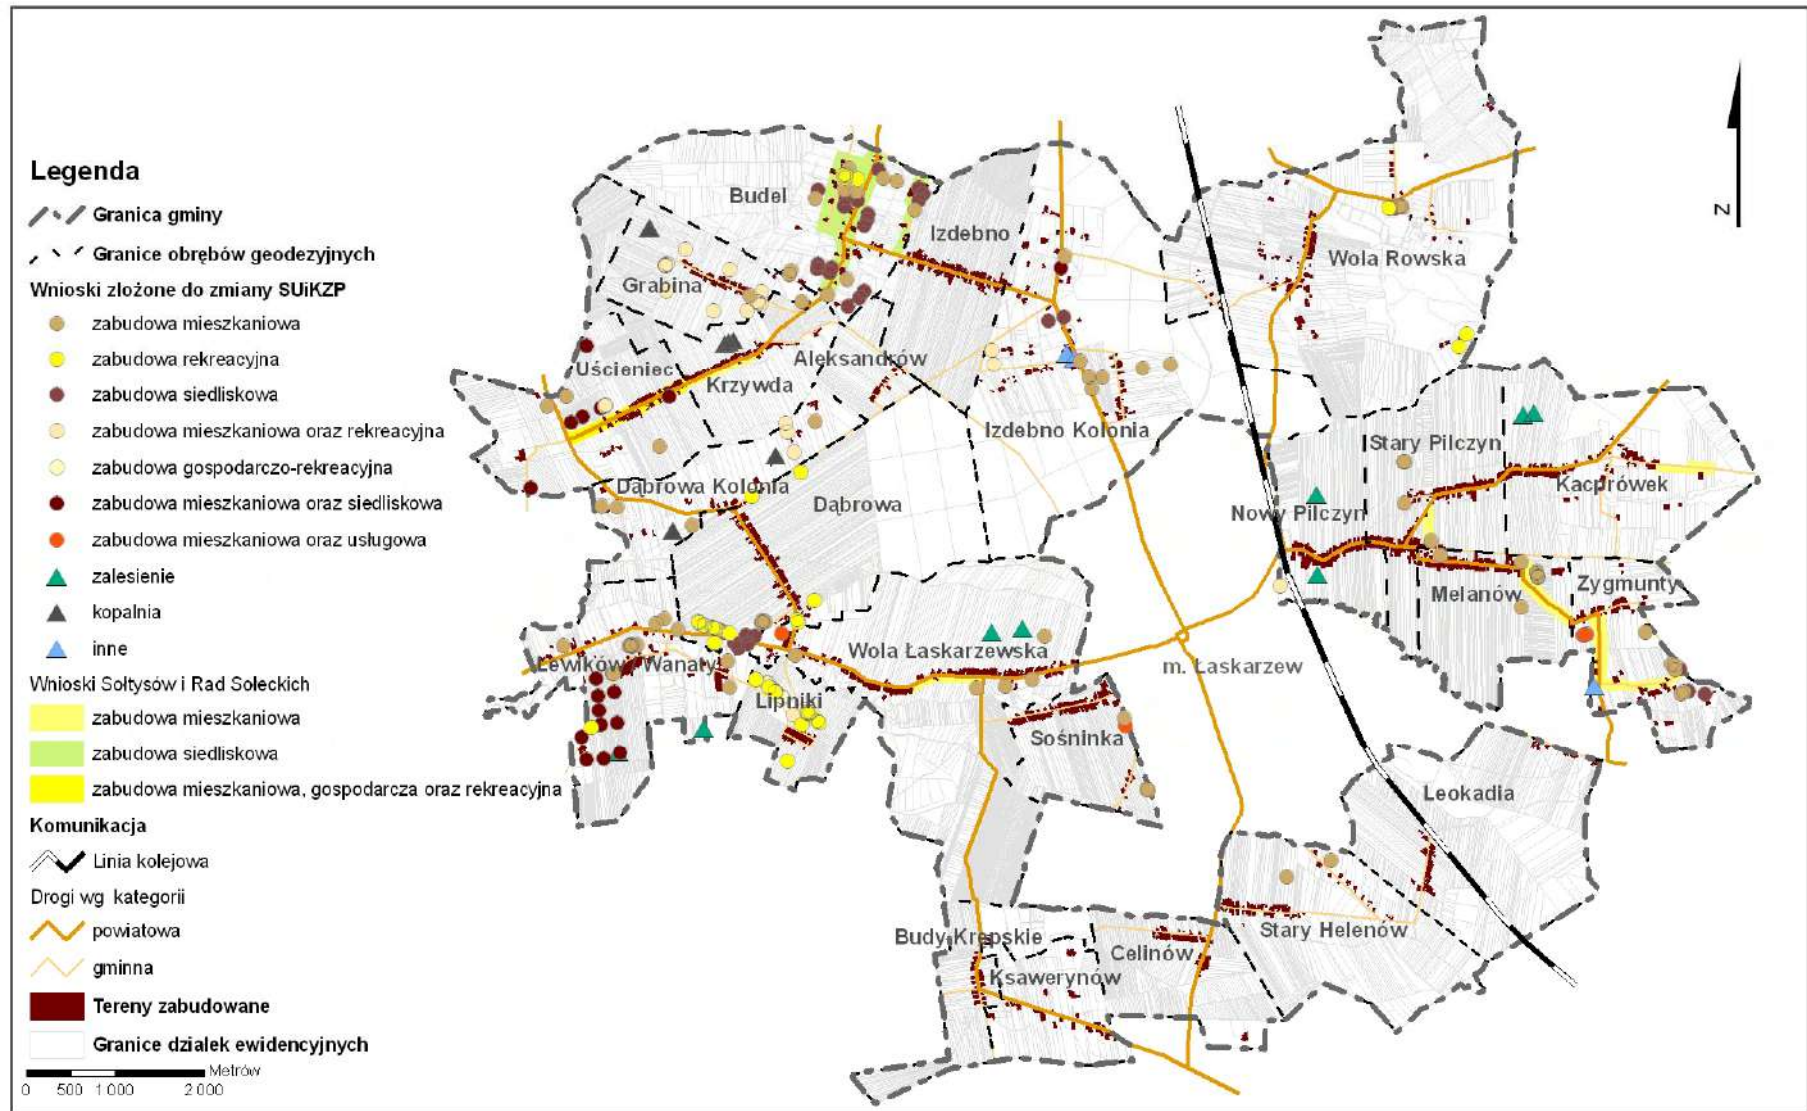 Legenda
Granica gminy
Granice obrębów geodezyjnych
Wnioski złożone do zmiany SUiKZP
zabudowa mieszkaniowa
zabudowa rekreacyjna
zabudowa siedliskowa
zabudowa mieszkaniowa oraz rekreacyjna
zabudowa gospodarczo-rekreacyjna
zabudowa mieszkaniowa oraz siedliskowa
zabudowa mieszkaniowa oraz usługowa
zalesienie
kopalnia
inne
Wnioski Sołtysów i Rad Sołeckich
zabudowa mieszkaniowa
zabudowa siedliskowa
zabudowa mieszkaniowa, gospodarcza oraz rekreacyjna
Komunikacja
Linia kolejowa
Drogi wg kategorii
powiatowa
gminna
Tereny zabudowane
Granice działek ewidencyjnych
Metrów
0 500 1 000 2 000
N
Budel
Izdebno
Wola Rowska
Grabina
Uścieniec
Krzywda
Aleksandrów
Izdebno Kolonia
Stary Pilczyn
Kacprówek
Dąbrowa Kolonia
Dąbrowa
Nowy Pilczyn
Melanów
Zygmunty
Lewików
Wanaty
Wola Łaskarzewska
m. Łaskarzew
Lipniki
Sośninka
Leokadia
Budy Krępskie
Celinów
Stary Helenów
Ksawerynów